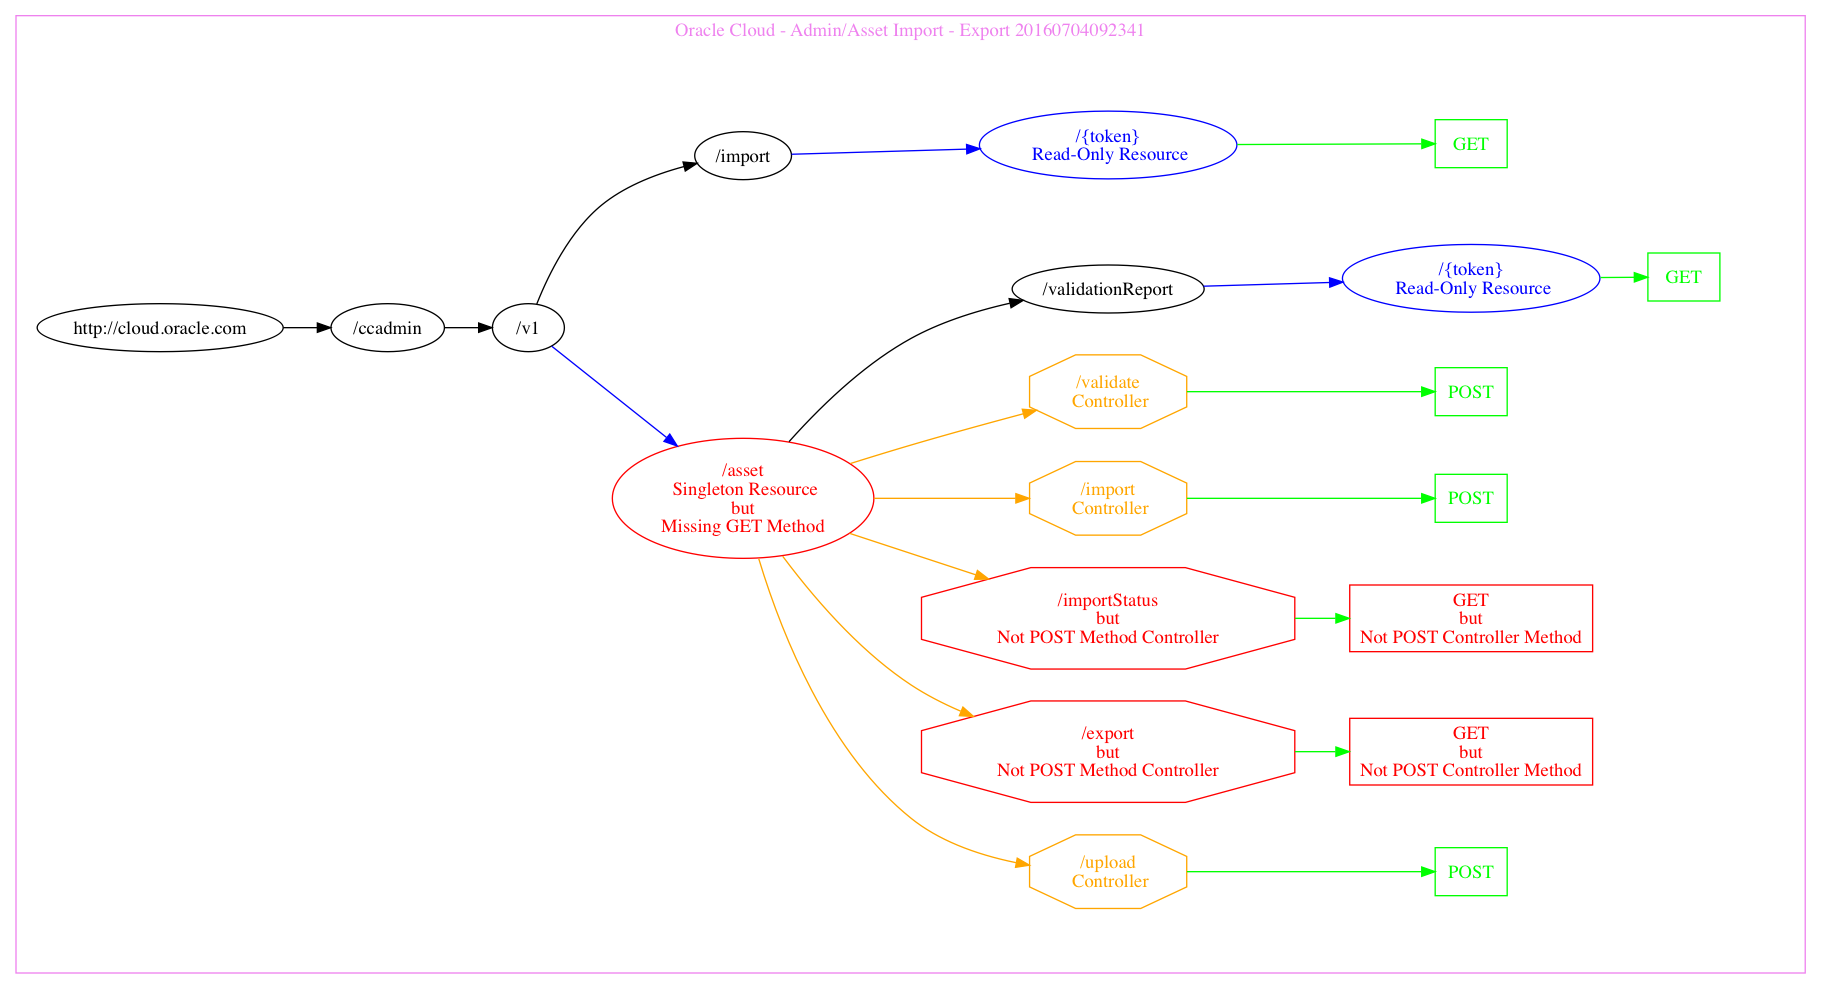 Oracle Cloud - Admin/Asset Import - Export 20160704092341
/import
/{token}
Read-Only Resource
GET
/validationReport
/{token}
Read-Only Resource
GET
http://cloud.oracle.com
/ccadmin
/v1
/validate
Controller
POST
/asset
Singleton Resource
but
Missing GET Method
/import
Controller
POST
/importStatus
but
Not POST Method Controller
GET
but
Not POST Controller Method
/export
but
Not POST Method Controller
GET
but
Not POST Controller Method
/upload
Controller
POST